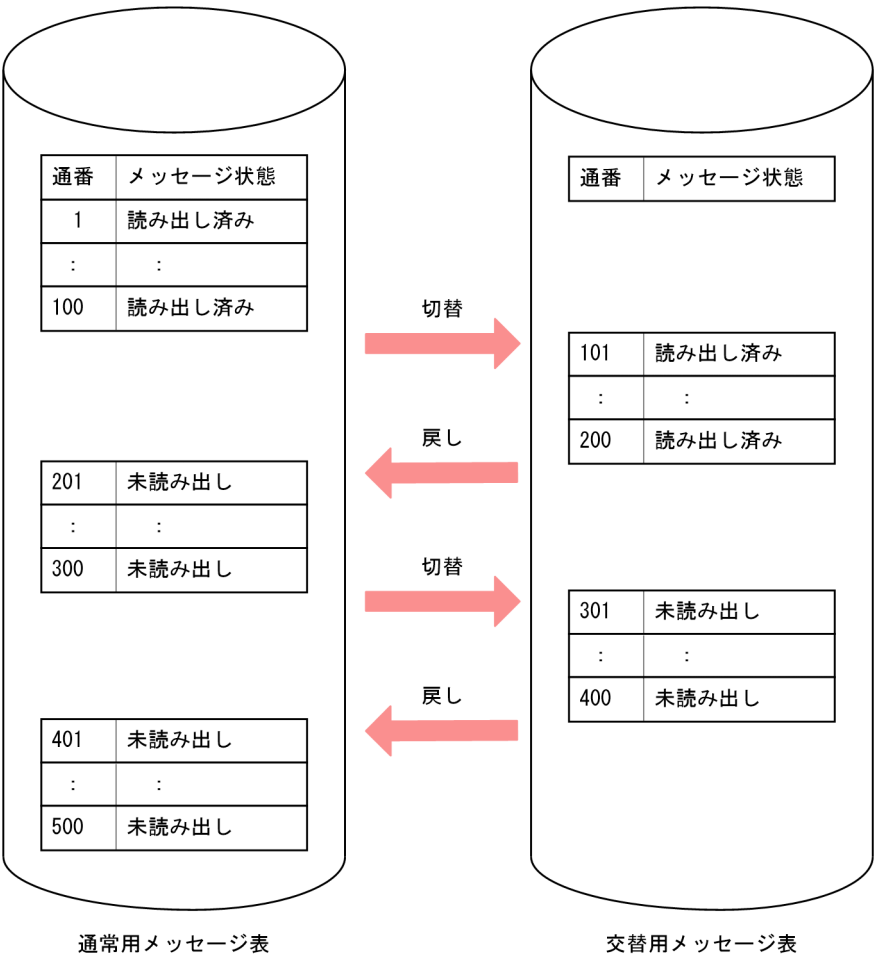 通番 メッセージ状態
1 読み出し済み
: :
100 読み出し済み
通番 メッセージ状態
切替
101 読み出し済み
: :
200 読み出し済み
戻し
201 未読み出し
: :
300 未読み出し
切替
301 未読み出し
: :
400 未読み出し
戻し
401 未読み出し
: :
500 未読み出し
通常用メッセージ表
交替用メッセージ表